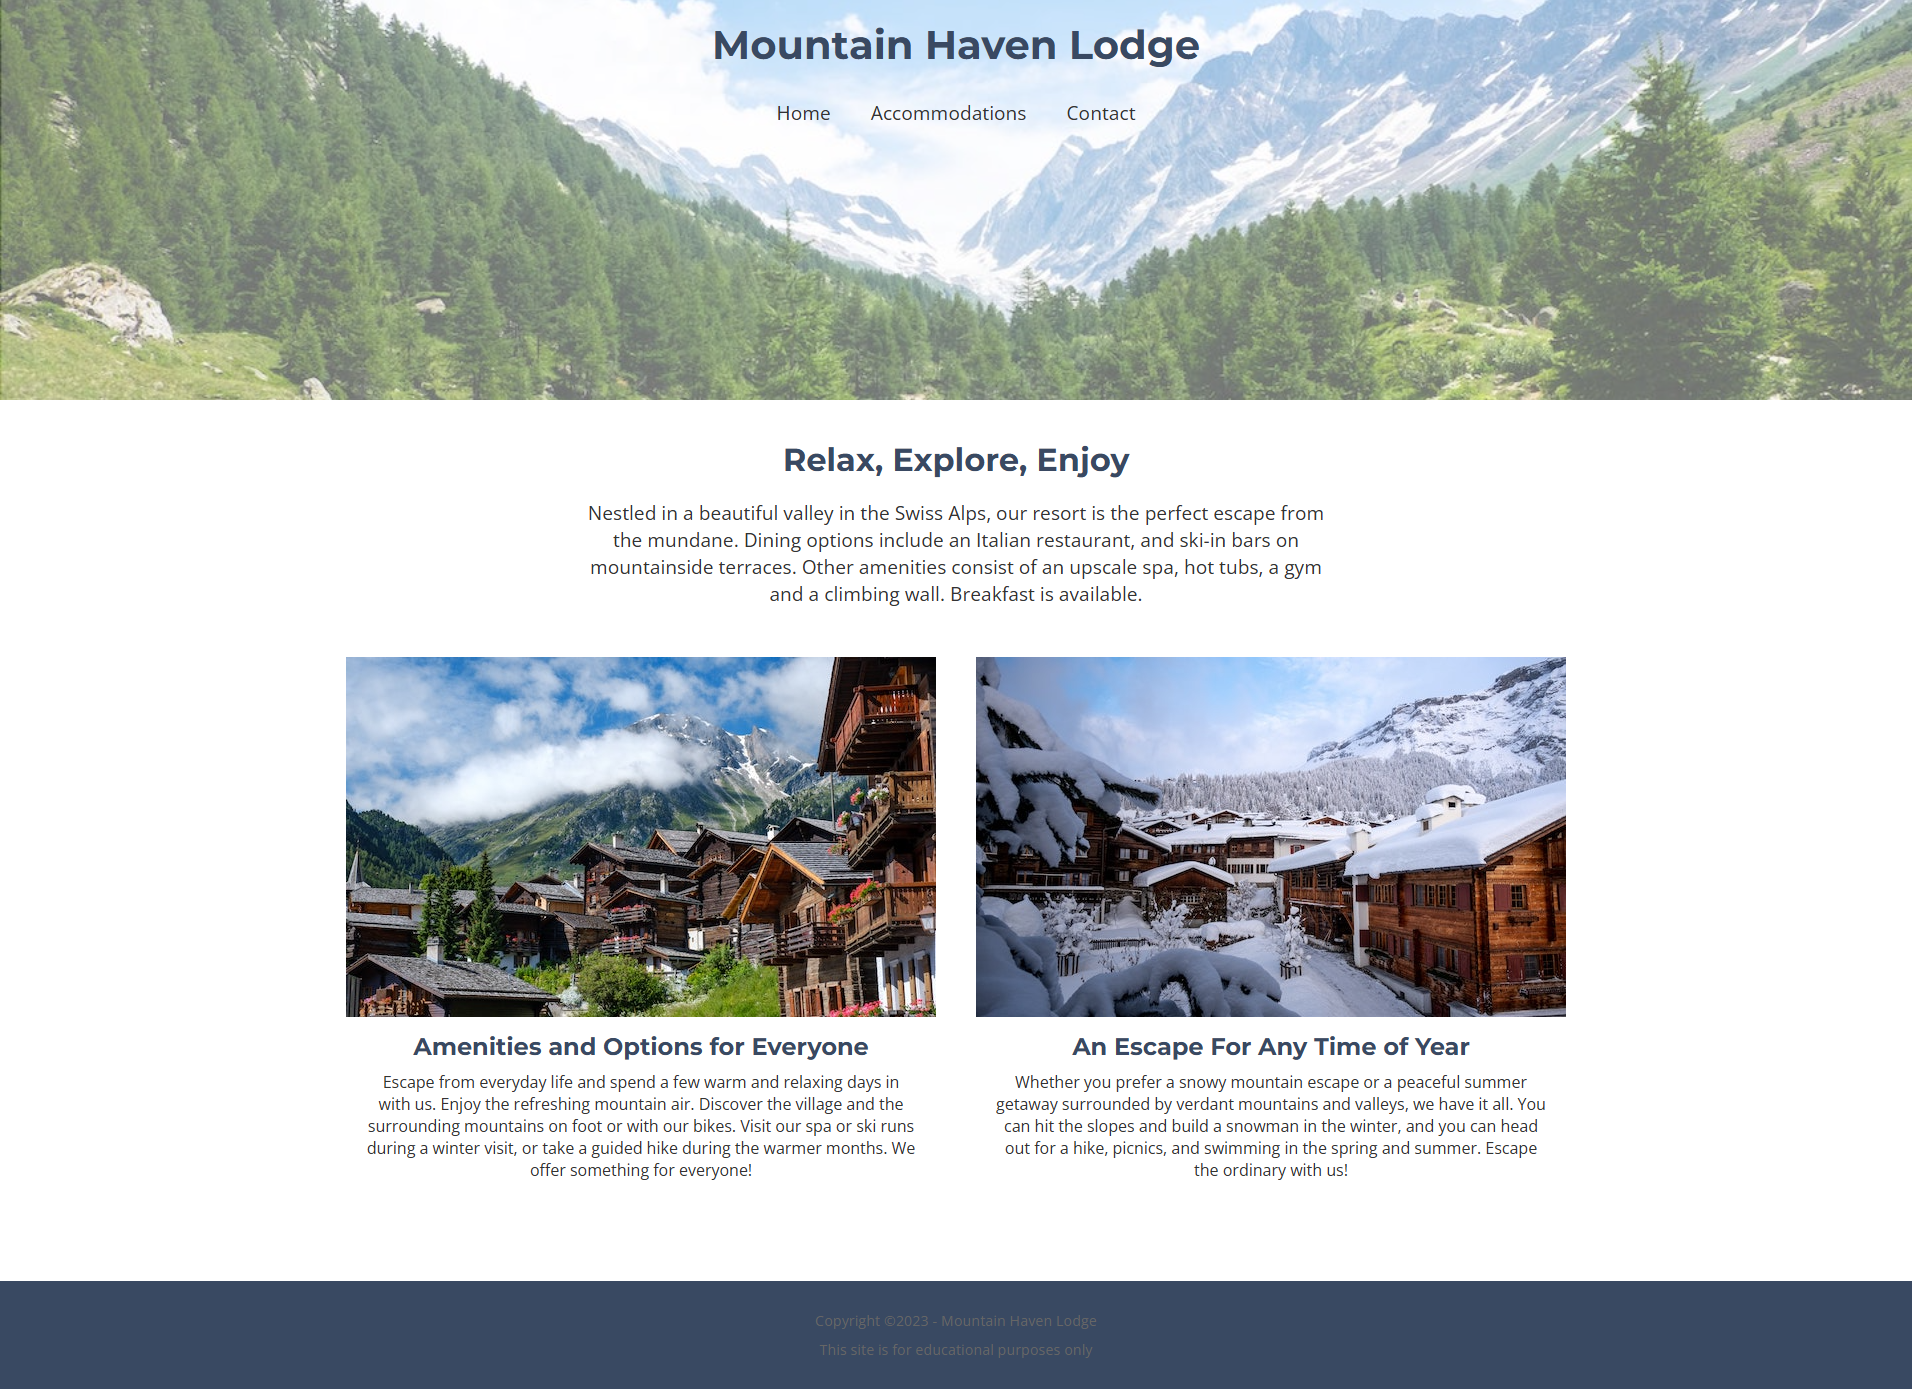 Mountain Haven Lodge
Home Accommodations Contact
Relax, Explore, Enjoy
Nestled in a beautiful valley in the Swiss Alps, our resort is the perfect escape from
the mundane. Dining options include an Italian restaurant, and ski-in bars on
mountainside terraces. Other amenities consist of an upscale spa, hot tubs, a gym
and a climbing wall. Breakfast is available.
Amenities and Options for Everyone
Escape from everyday life and spend a few warm and relaxing days in
with us. Enjoy the refreshing mountain air. Discover the village and the
surrounding mountains on foot or with our bikes. Visit our spa or ski runs
during a winter visit, or take a guided hike during the warmer months. We
offer something for everyone!
An Escape For Any Time of Year
Whether you prefer a snowy mountain escape or a peaceful summer
getaway surrounded by verdant mountains and valleys, we have it all. You
can hit the slopes and build a snowman in the winter, and you can head
out for a hike, picnics, and swimming in the spring and summer. Escape
the ordinary with us!
Copyright ©2023 - Mountain Haven Lodge
This site is for educational purposes only